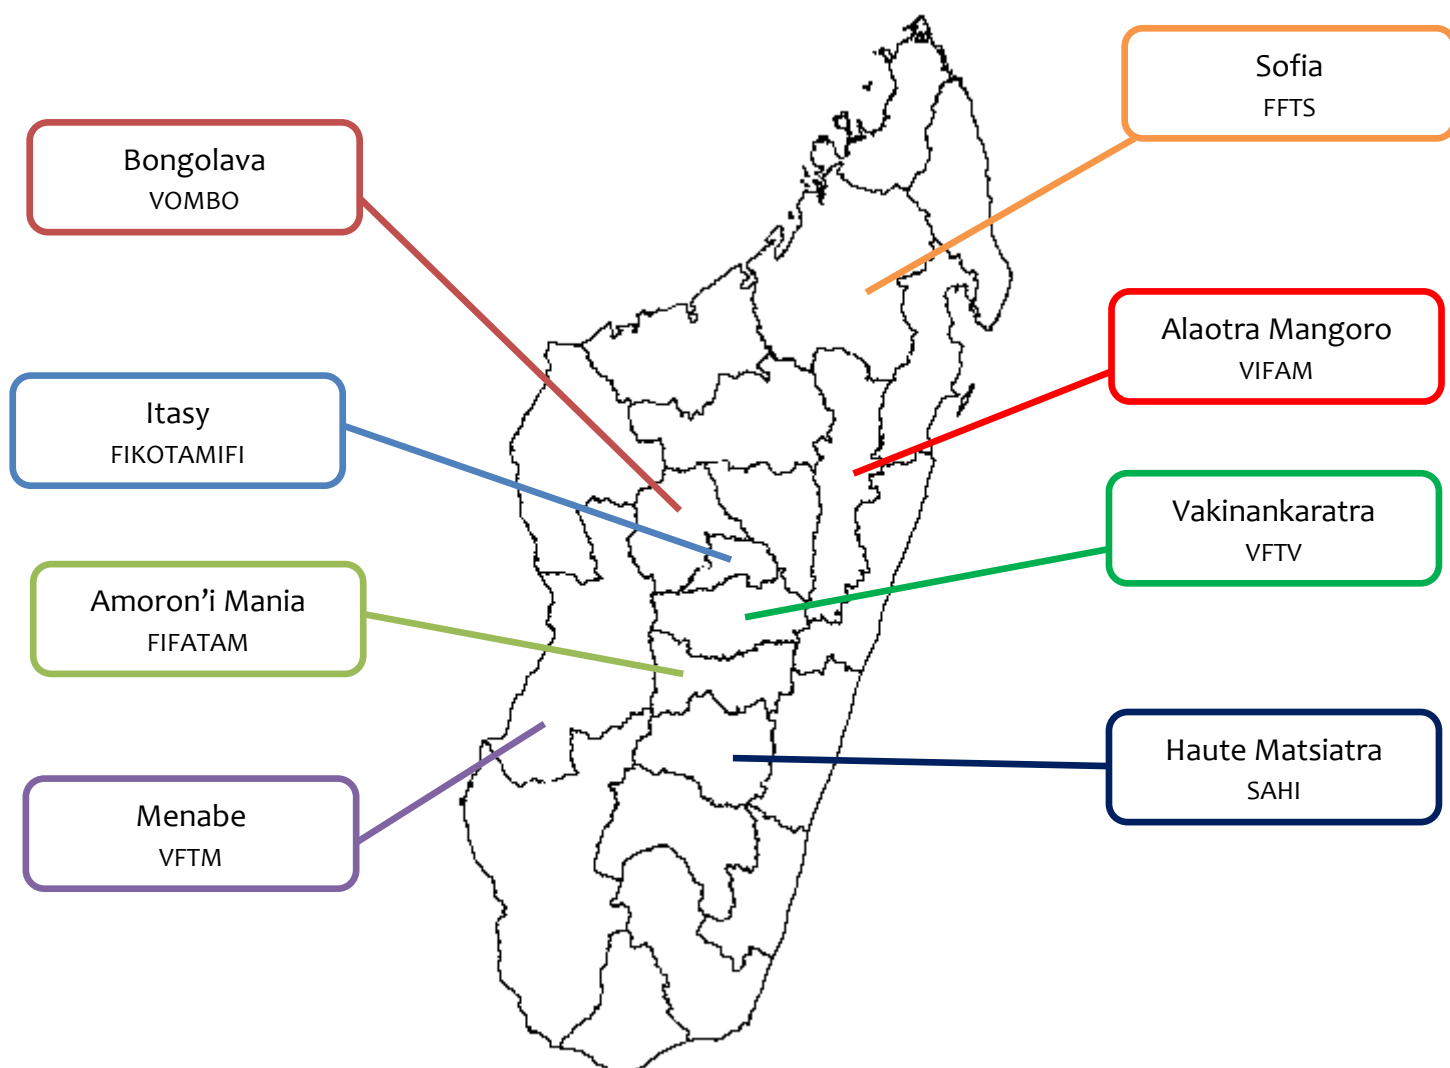 Sofia
FFTS
Bongolava
VOMBO
Alaotra Mangoro
VIFAM
Itasy
FIKOTAMIFI
Vakinankaratra
VFTV
Amoron’i Mania
FIFATAM
Haute Matsiatra
SAHI
Menabe
VFTM